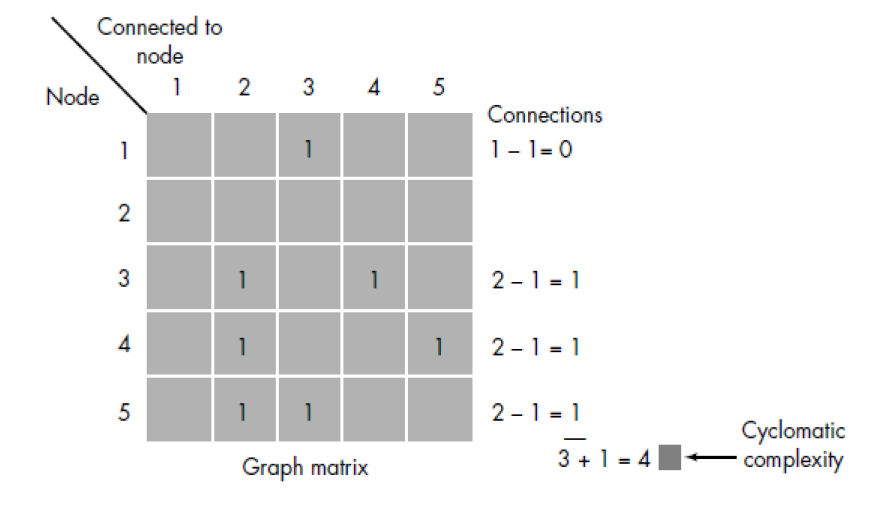 Connected to
node
Node
1 2 3 4 5
Connections
1 1 1 – 1 = 0
2
3 1 1 2 – 1 = 1
4 1 1 2 – 1 = 1
5 1 1 2 – 1 = 1
3 + 1 = 4
Cyclomatic
complexity
Graph matrix